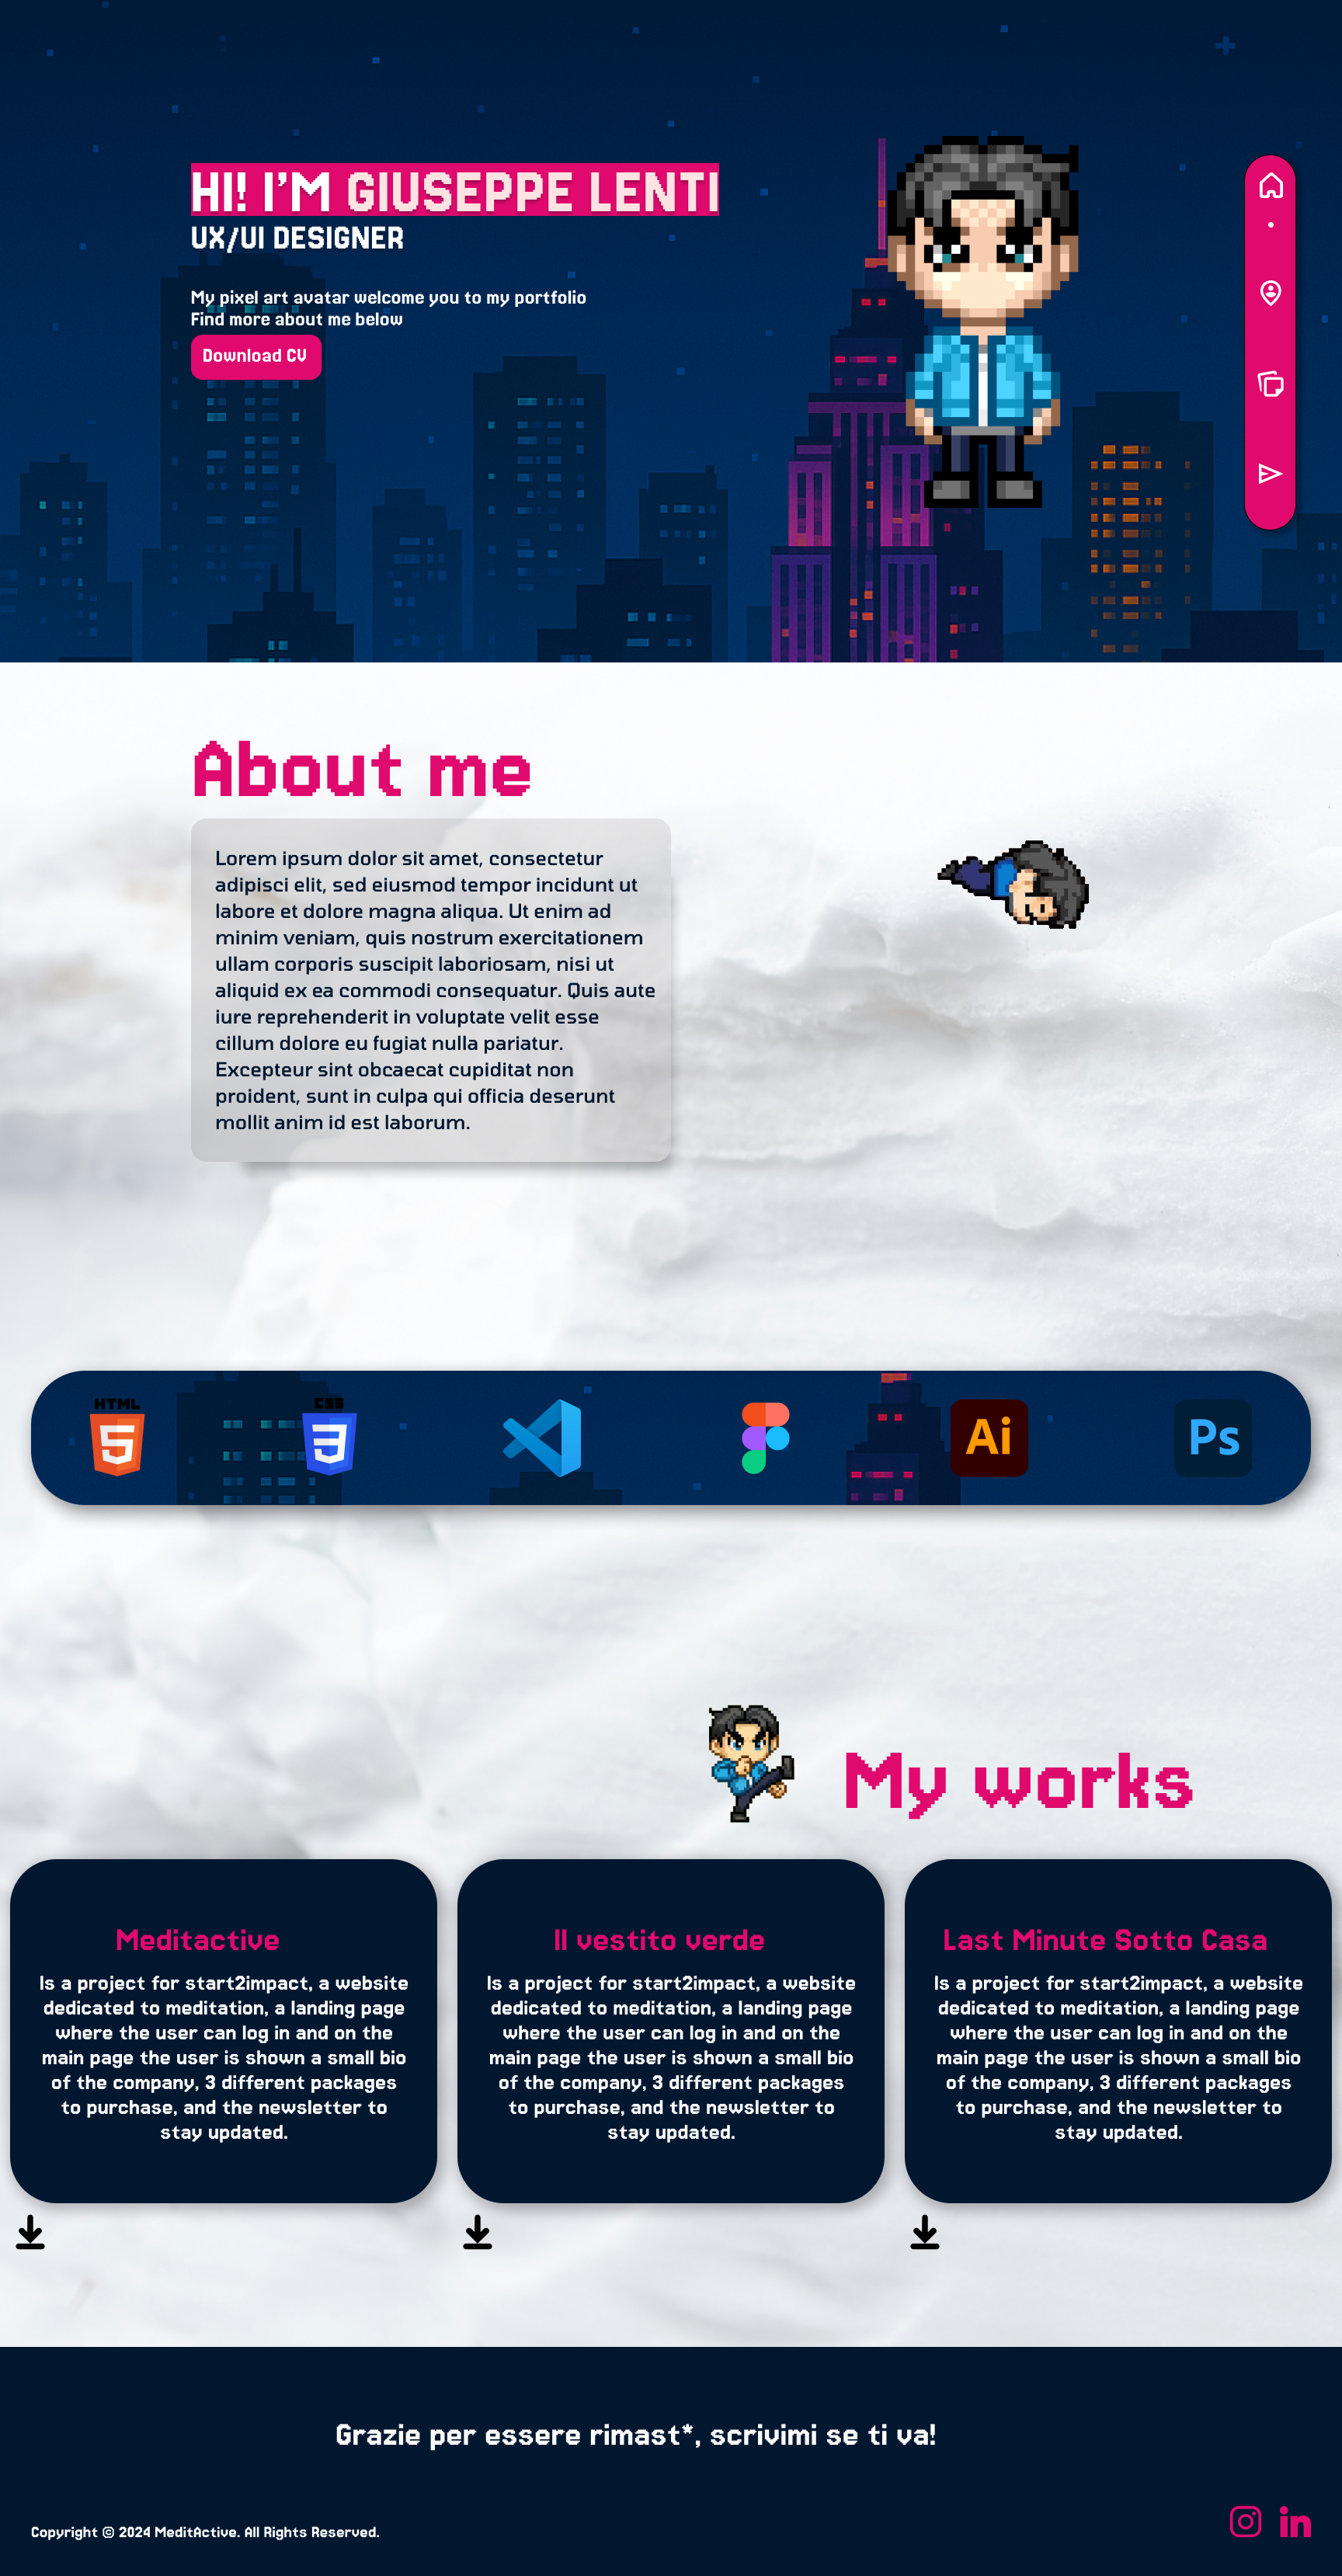 HI! I'M GIUSEPPE LENTI
UX/UI DESIGNER
My pixel art avatar welcome you to my portfolio
Find more about me below
Download CV
About me
Lorem ipsum dolor sit amet, consectetur
adipisci elit, sed eiusmod tempor incidunt ut
labore et dolore magna aliqua. Ut enim ad
minim veniam, quis nostrum exercitationem
ullam corporis suscipit laboriosam, nisi ut
aliquid ex ea commodi consequatur. Quis aute
iure reprehenderit in voluptate velit esse
cillum dolore eu fugiat nulla pariatur.
Excepteur sint obcaecat cupiditat non
proident, sunt in culpa qui officia deserunt
mollit anim id est laborum.
HTML
5
CSS
3
Ai
Ps
My works
Meditactive
Is a project for start2impact, a website
dedicated to meditation, a landing page
where the user can log in and on the
main page the user is shown a small bio
of the company, 3 different packages
to purchase, and the newsletter to
stay updated.
Il vestito verde
Is a project for start2impact, a website
dedicated to meditation, a landing page
where the user can log in and on the
main page the user is shown a small bio
of the company, 3 different packages
to purchase, and the newsletter to
stay updated.
Last Minute Sotto Casa
Is a project for start2impact, a website
dedicated to meditation, a landing page
where the user can log in and on the
main page the user is shown a small bio
of the company, 3 different packages
to purchase, and the newsletter to
stay updated.
Grazie per essere rimast*, scrivimi se ti va!
Copyright © 2024 MeditActive. All Rights Reserved.
in